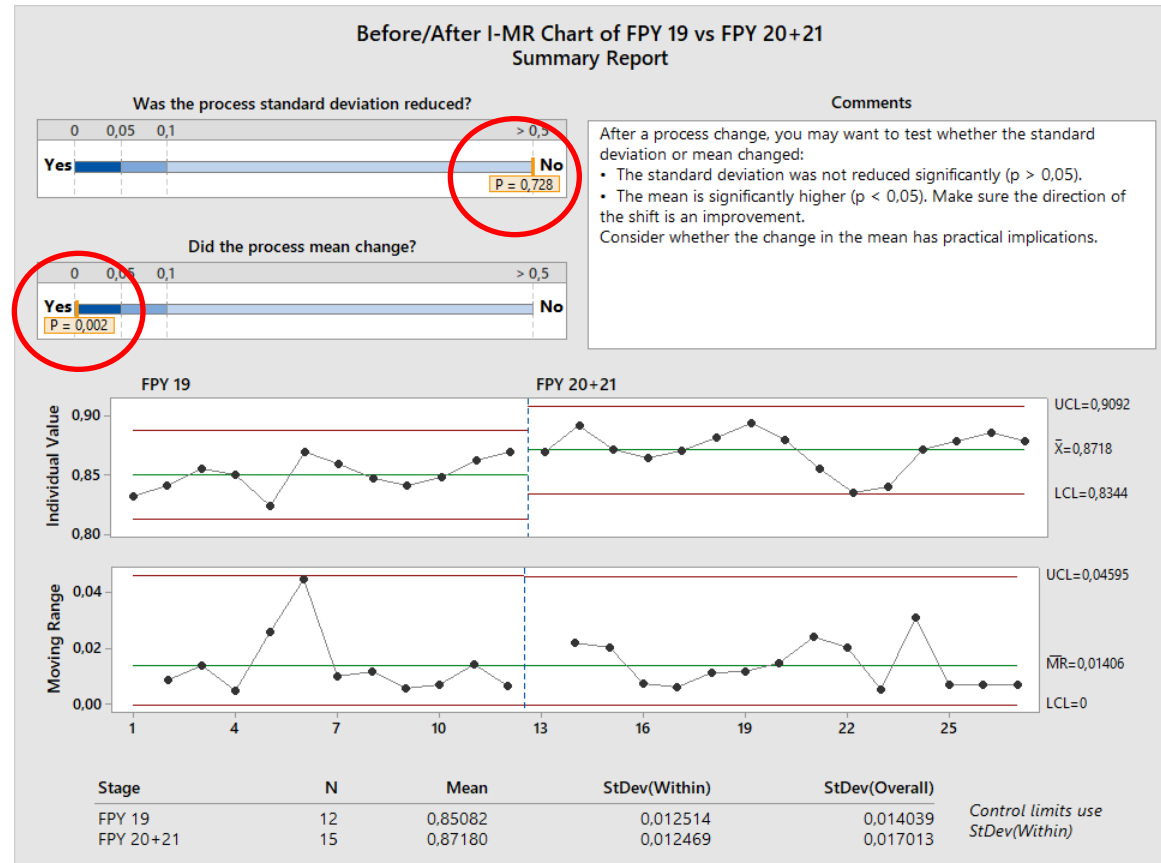 Before/After I-MR Chart of FPY 19 vs FPY 20+21
Summary Report
Was the process standard deviation reduced?
0 0,05 0,1 > 0,5
Yes No
P = 0,728
Did the process mean change?
0 0,05 0,1 > 0,5
Yes No
P = 0,002
Comments
After a process change, you may want to test whether the standard
deviation or mean changed:
• The standard deviation was not reduced significantly (p > 0,05).
• The mean is significantly higher (p < 0,05). Make sure the direction of
the shift is an improvement.
Consider whether the change in the mean has practical implications.
FPY 19 FPY 20+21
Individual Value
0,90
0,85
0,80
UCL=0,9092
X̄=0,8718
LCL=0,8344
Moving Range
0,04
0,02
0,00
UCL=0,04595
M̅R̅=0,01406
LCL=0
1 4 7 10 13 16 19 22 25
Stage N Mean StDev(Within) StDev(Overall)
FPY 19 12 0,85082 0,012514 0,014039
FPY 20+21 15 0,87180 0,012469 0,017013
Control limits use
StDev(Within)